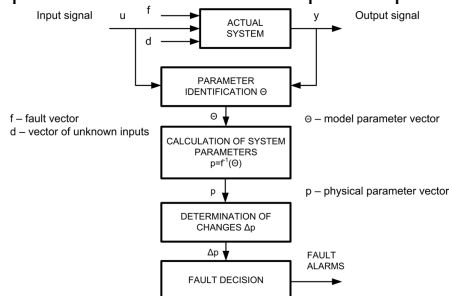 Input signal
u
f
d
ACTUAL
SYSTEM
y
Output signal
PARAMETER
IDENTIFICATION Θ
f – fault vector
d – vector of unknown inputs
Θ
Θ – model parameter vector
CALCULATION OF SYSTEM
PARAMETERS
p=f⁻¹(Θ)
p
p – physical parameter vector
DETERMINATION OF
CHANGES Δp
Δp
FAULT
ALARMS
FAULT DECISION